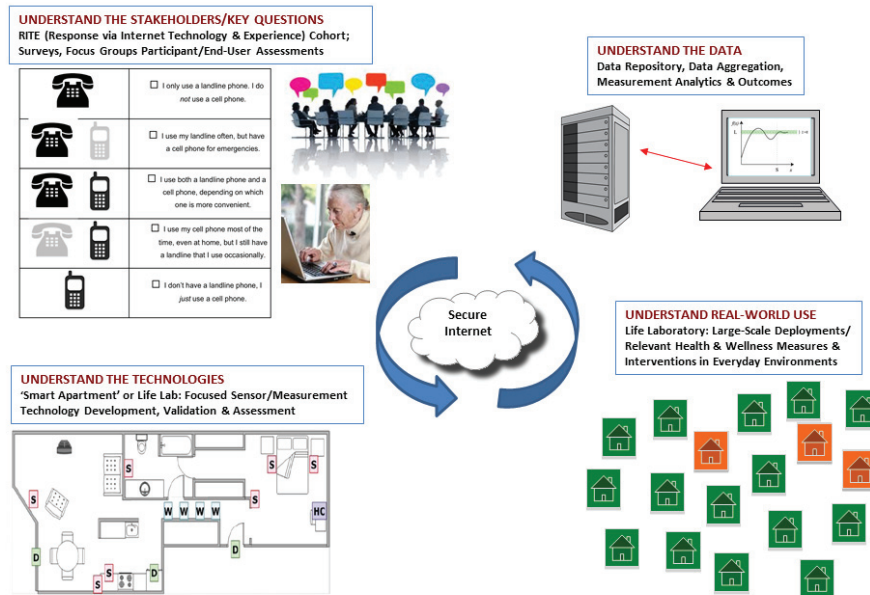 UNDERSTAND THE STAKEHOLDERS/KEY QUESTIONS
RITE (Response via Internet Technology & Experience) Cohort;
Surveys, Focus Groups Participant/End-User Assessments
I only use a landline phone. I do
not use a cell phone.
I use my landline often, but have
a cell phone for emergencies.
I use both a landline phone and a
cell phone, depending on which
one is more convenient.
I use my cell phone most of the
time, even at home, but I still have
a landline that I use occasionally.
I don't have a landline phone, I
just use a cell phone.
UNDERSTAND THE DATA
Data Repository, Data Aggregation,
Measurement Analytics & Outcomes
Secure
Internet
UNDERSTAND REAL-WORLD USE
Life Laboratory: Large-Scale Deployments/
Relevant Health & Wellness Measures &
Interventions in Everyday Environments
UNDERSTAND THE TECHNOLOGIES
'Smart Apartment' or Life Lab: Focused Sensor/Measurement
Technology Development, Validation & Assessment
S
S
S
S
S
W W W W
HC
D
D
D
S
S